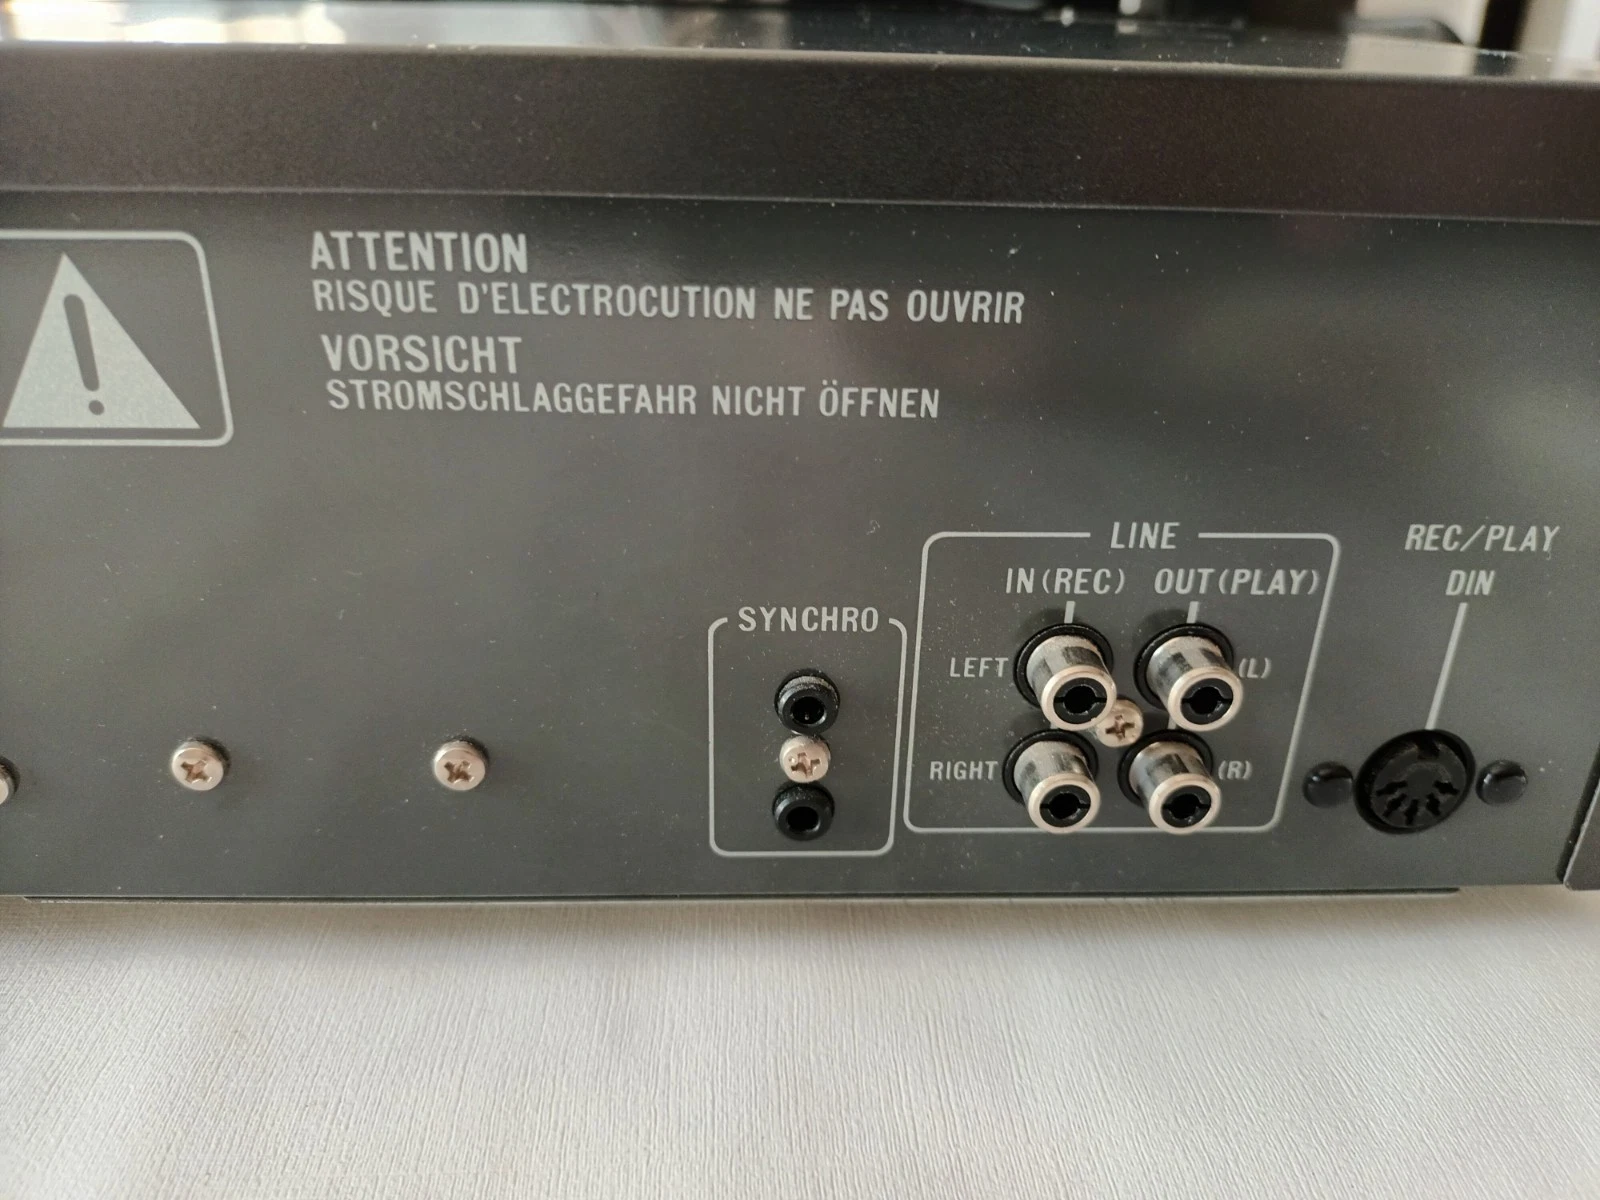 ATTENTION
RISQUE D'ELECTROCUTION NE PAS OUVRIR
VORSICHT
STROMSCHLAGGEFAHR NICHT ÖFFNEN
SYNCHRO
LINE
IN (REC) OUT (PLAY)
LEFT (L)
RIGHT (R)
REC/PLAY
DIN